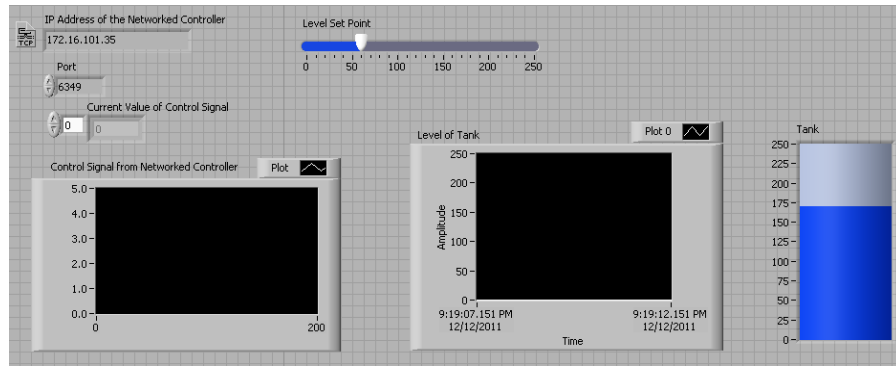 IP Address of the Networked Controller
TCP
172.16.101.35
Port
6349
Current Value of Control Signal
0
0
Level Set Point
0 50 100 150 200 250
Control Signal from Networked Controller
Plot
5.0
4.0
3.0
2.0
1.0
0.0
0 200
Level of Tank
Plot 0
Amplitude
250
200
150
100
50
0
9:19:07.151 PM 9:19:12.151 PM
12/12/2011 12/12/2011
Time
Tank
250
225
200
175
150
125
100
75
50
25
0